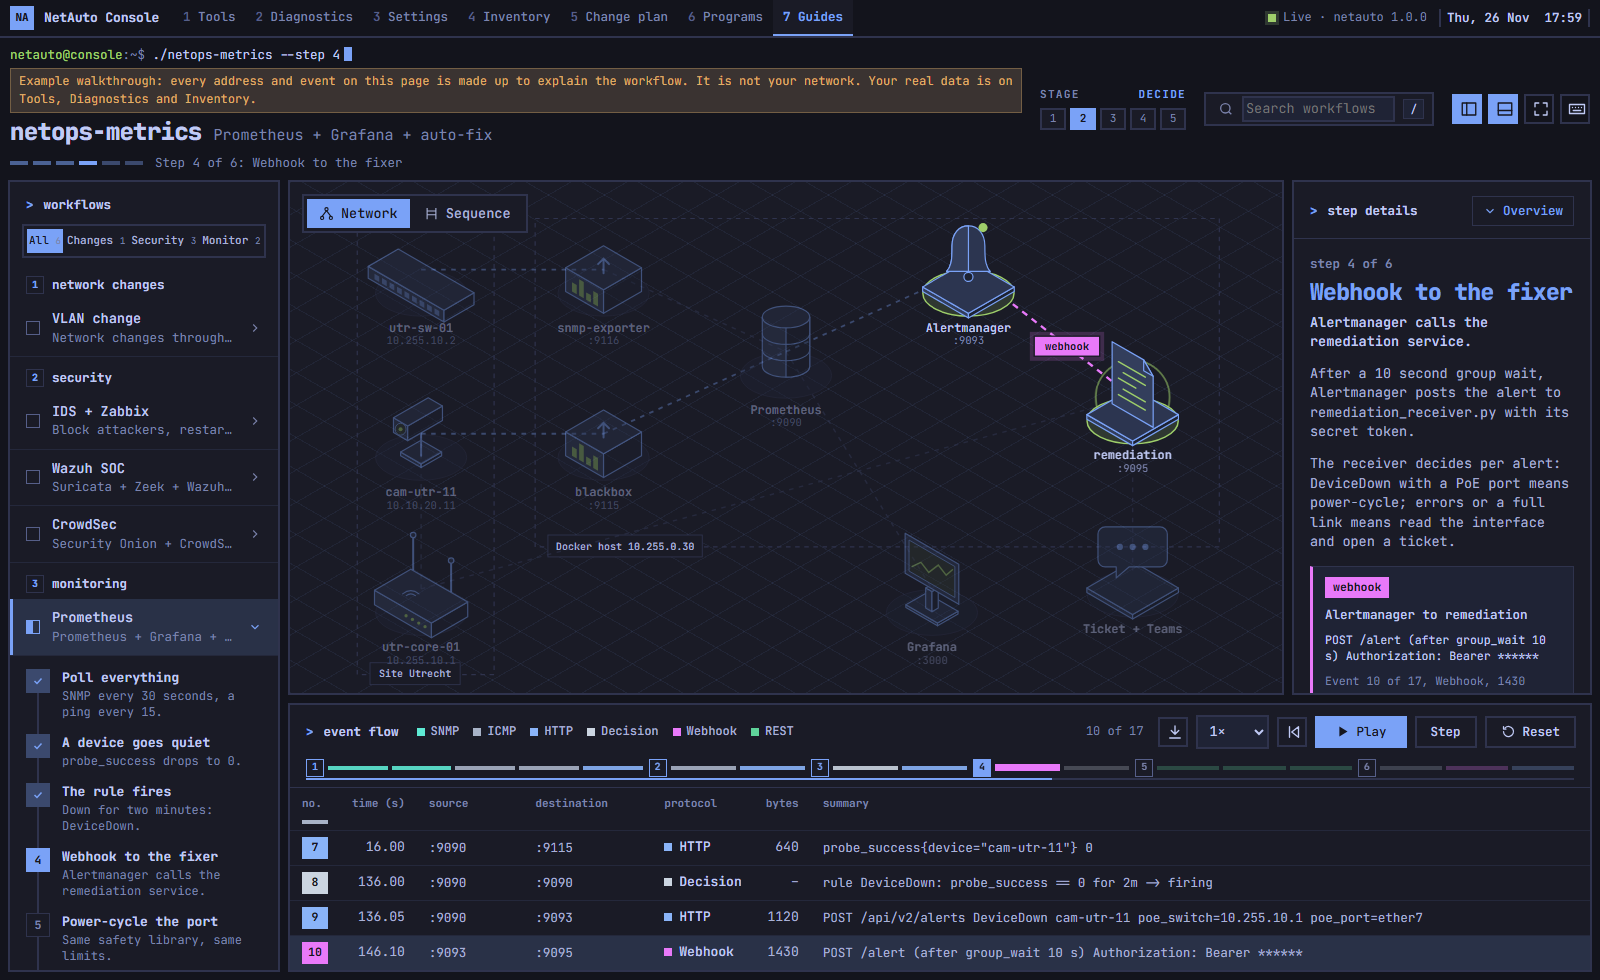 NA NetAuto Console 1 Tools 2 Diagnostics 3 Settings 4 Inventory 5 Change plan 6 Programs 7 Guides Live · netauto 1.0.0 Thu, 26 Nov 17:59
netauto@console:~$ ./netops-metrics --step 4
Example walkthrough: every address and event on this page is made up to explain the workflow. It is not your network. Your real data is on
Tools, Diagnostics and Inventory.
netops-metrics Prometheus + Grafana + auto-fix
Step 4 of 6: Webhook to the fixer
STAGE DECIDE
1 2 3 4 5
Search workflows /
> workflows
All 6 Changes 1 Security 3 Monitor 2
1 network changes
VLAN change
Network changes through…
2 security
IDS + Zabbix
Block attackers, restar…
Wazuh SOC
Suricata + Zeek + Wazuh…
CrowdSec
Security Onion + CrowdS…
3 monitoring
Prometheus
Prometheus + Grafana + …
Poll everything
SNMP every 30 seconds, a
ping every 15.
A device goes quiet
probe_success drops to 0.
The rule fires
Down for two minutes:
DeviceDown.
4 Webhook to the fixer
Alertmanager calls the
remediation service.
5 Power-cycle the port
Same safety library, same
limits.
Network Sequence
utr-sw-01
10.255.10.2
snmp-exporter
:9116
Prometheus
:9090
Alertmanager
:9093
webhook
remediation
:9095
cam-utr-11
10.10.20.11
blackbox
:9115
Docker host 10.255.0.30
utr-core-01
10.255.10.1
Site Utrecht
Grafana
:3000
Ticket + Teams
> step details Overview
step 4 of 6
Webhook to the fixer
Alertmanager calls the
remediation service.
After a 10 second group wait,
Alertmanager posts the alert to
remediation_receiver.py with its
secret token.
The receiver decides per alert:
DeviceDown with a PoE port means
power-cycle; errors or a full
link means read the interface
and open a ticket.
webhook
Alertmanager to remediation
POST /alert (after group_wait 10
s) Authorization: Bearer ******
Event 10 of 17, Webhook, 1430
> event flow SNMP ICMP HTTP Decision Webhook REST 10 of 17 1× Play Step Reset
1 2 3 4 5 6
no. time (s) source destination protocol bytes summary
7 16.00 :9090 :9115 HTTP 640 probe_success{device="cam-utr-11"} 0
8 136.00 :9090 :9090 Decision – rule DeviceDown: probe_success == 0 for 2m -> firing
9 136.05 :9090 :9093 HTTP 1120 POST /api/v2/alerts DeviceDown cam-utr-11 poe_switch=10.255.10.1 poe_port=ether7
10 146.10 :9093 :9095 Webhook 1430 POST /alert (after group_wait 10 s) Authorization: Bearer ******